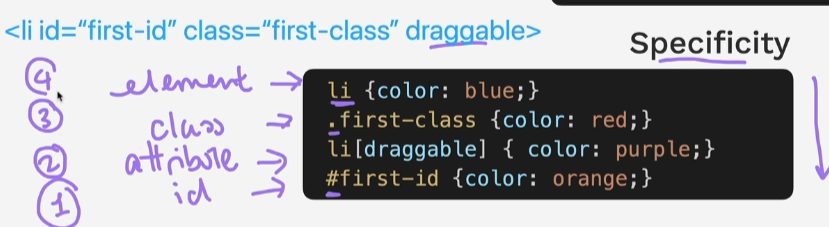 <li id=“first-id” class=“first-class” draggable>
Specificity
④ element → li {color: blue;}
③ class → .first-class {color: red;}
② attribute → li[draggable] { color: purple;}
① id → #first-id {color: orange;}